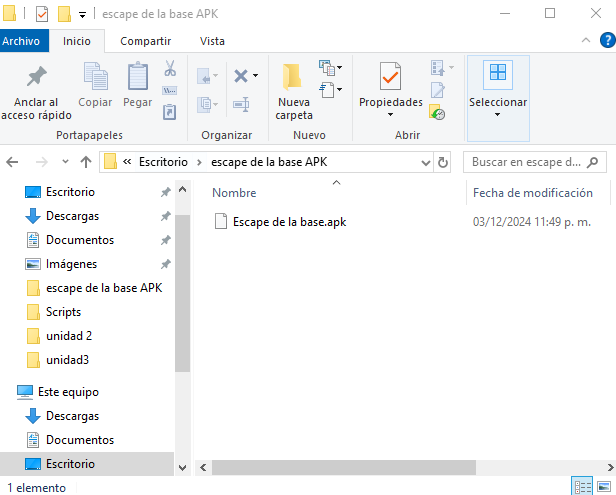 escape de la base APK
Archivo Inicio Compartir Vista
Anclar al acceso rápido
Copiar
Pegar
Nueva carpeta
Propiedades
Seleccionar
Portapapeles Organizar Nuevo Abrir
« Escritorio › escape de la base APK
Buscar en escape d...
Escritorio
Descargas
Documentos
Imágenes
escape de la base APK
Scripts
unidad 2
unidad3
Este equipo
Descargas
Documentos
Escritorio
Nombre Fecha de modificación
Escape de la base.apk 03/12/2024 11:49 p. m.
1 elemento